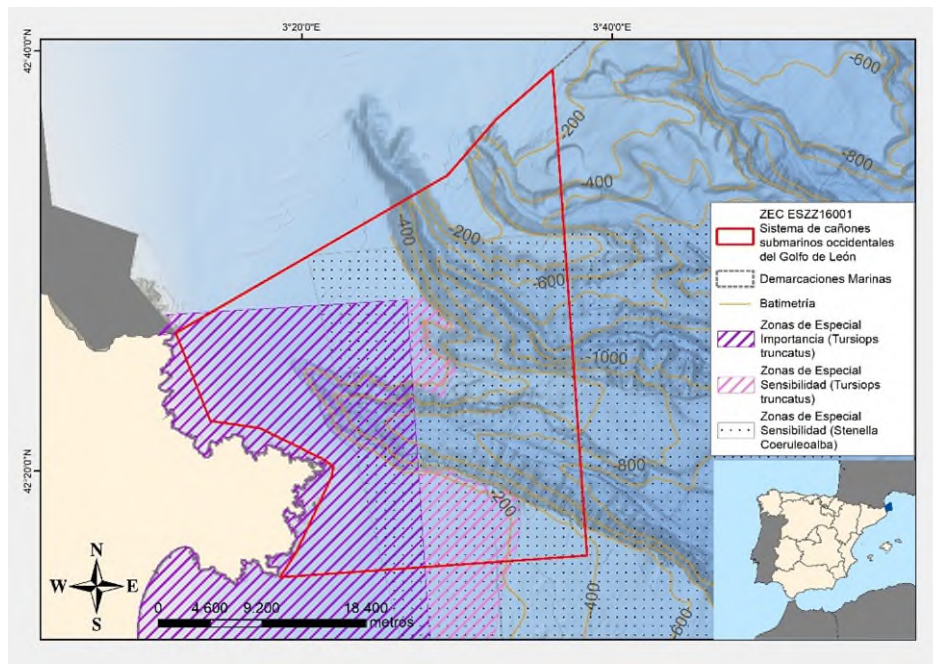 3°20'0"E
3°40'0"E
42°40'0"N
42°20'0"N
-600
-200
-800
-400
-400
-200
-600
-1000
-800
-200
-400
-600
ZEC ESZZ16001
Sistema de cañones
submarinos occidentales
del Golfo de León
Demarcaciones Marinas
Batimetría
Zonas de Especial
Importancia (Tursiops
truncatus)
Zonas de Especial
Sensibilidad (Tursiops
truncatus)
Zonas de Especial
Sensibilidad (Stenella
Coeruleoalba)
N
W
E
S
0 4.600 9.200 18.400
metros